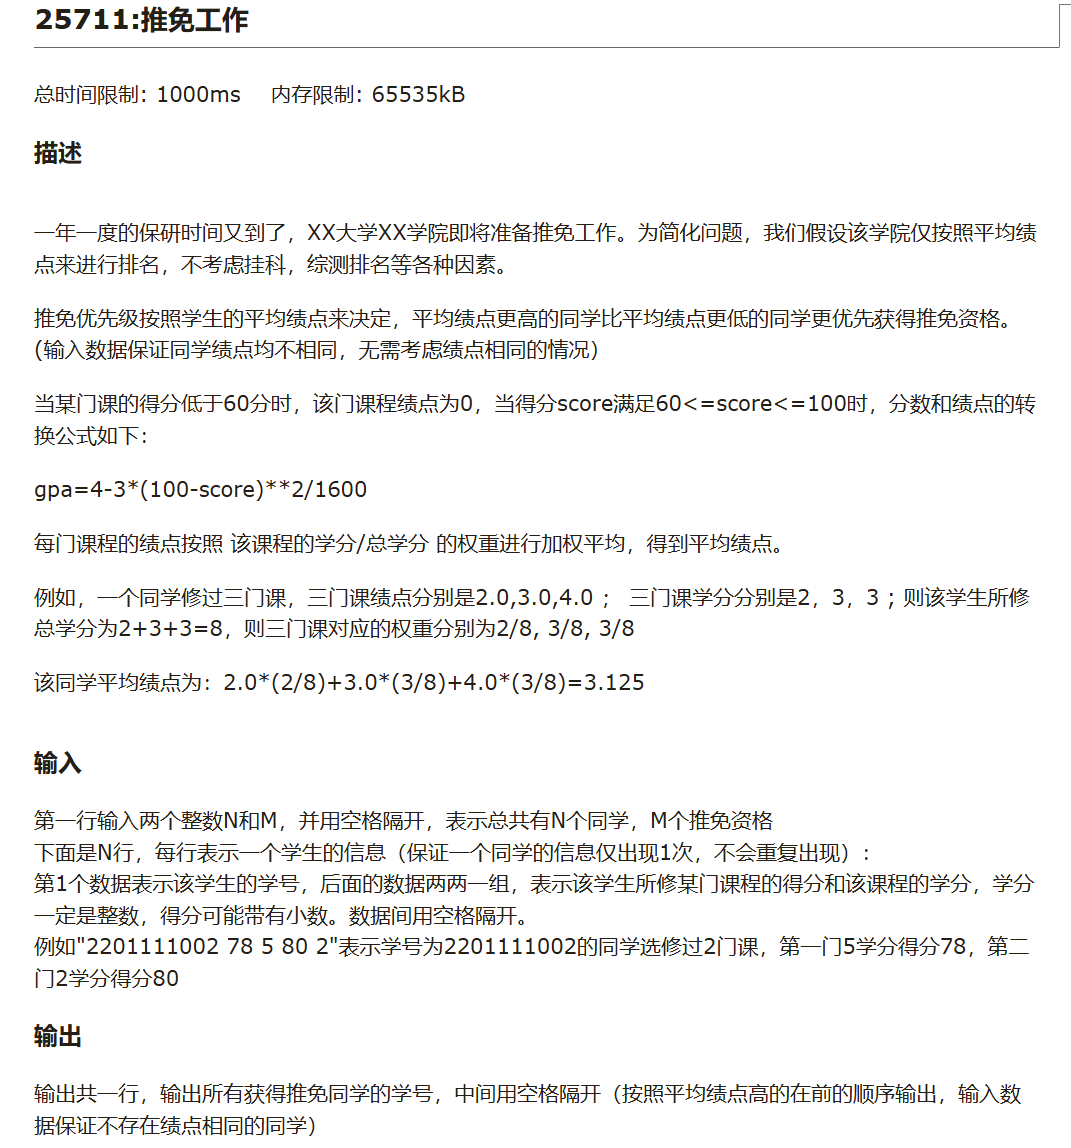 25711:推免工作
总时间限制: 1000ms 内存限制: 65535kB
描述
一年一度的保研时间又到了，XX大学XX学院即将准备推免工作。为简化问题，我们假设该学院仅按照平均绩
点来进行排名，不考虑挂科，综测排名等各种因素。
推免优先级按照学生的平均绩点来决定，平均绩点更高的同学比平均绩点更低的同学更优先获得推免资格。
(输入数据保证同学绩点均不相同，无需考虑绩点相同的情况）
当某门课的得分低于60分时，该门课程绩点为0，当得分score满足60<=score<=100时，分数和绩点的转
换公式如下：
gpa=4-3*(100-score)**2/1600
每门课程的绩点按照 该课程的学分/总学分 的权重进行加权平均，得到平均绩点。
例如，一个同学修过三门课，三门课绩点分别是2.0,3.0,4.0 ； 三门课学分分别是2，3，3 ; 则该学生所修
总学分为2+3+3=8，则三门课对应的权重分别为2/8, 3/8, 3/8
该同学平均绩点为：2.0*(2/8)+3.0*(3/8)+4.0*(3/8)=3.125
输入
第一行输入两个整数N和M，并用空格隔开，表示总共有N个同学，M个推免资格
下面是N行，每行表示一个学生的信息（保证一个同学的信息仅出现1次，不会重复出现）：
第1个数据表示该学生的学号，后面的数据两两一组，表示该学生所修某门课程的得分和该课程的学分，学分
一定是整数，得分可能带有小数。数据间用空格隔开。
例如"2201111002 78 5 80 2"表示学号为2201111002的同学选修过2门课，第一门5学分得分78，第二
门2学分得分80
输出
输出共一行，输出所有获得推免同学的学号，中间用空格隔开（按照平均绩点高的在前的顺序输出，输入数
据保证不存在绩点相同的同学）